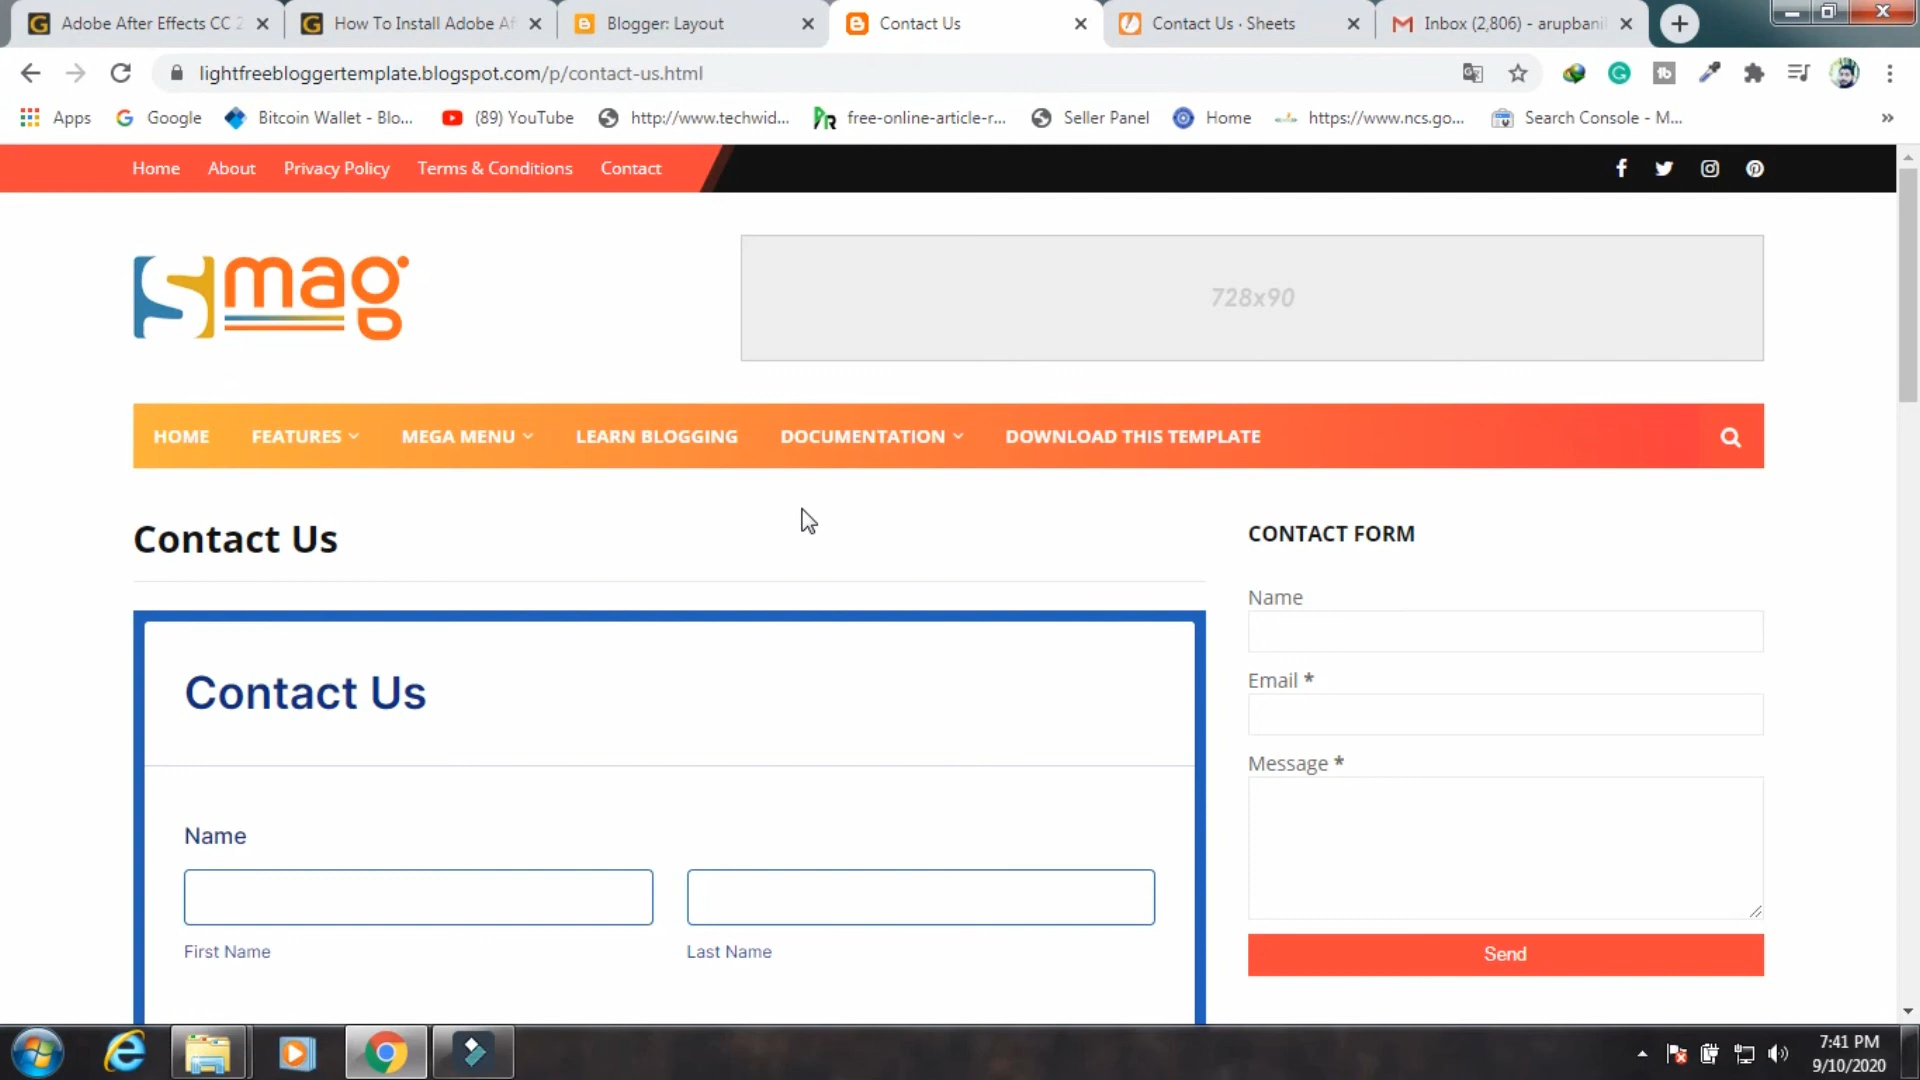 Adobe After Effects CC 2
How To Install Adobe Af
Blogger: Layout
Contact Us
Contact Us · Sheets
Inbox (2,806) - arupbani
lightfreebloggertemplate.blogspot.com/p/contact-us.html
Apps
Google
Bitcoin Wallet - Blo...
(89) YouTube
http://www.techwid...
free-online-article-r...
Seller Panel
Home
https://www.ncs.go...
Search Console - M...
»
Home
About
Privacy Policy
Terms & Conditions
Contact
Smag
728x90
HOME
FEATURES
MEGA MENU
LEARN BLOGGING
DOCUMENTATION
DOWNLOAD THIS TEMPLATE
Contact Us
Contact Us
Name
First Name
Last Name
CONTACT FORM
Name
Email *
Message *
Send
7:41 PM
9/10/2020